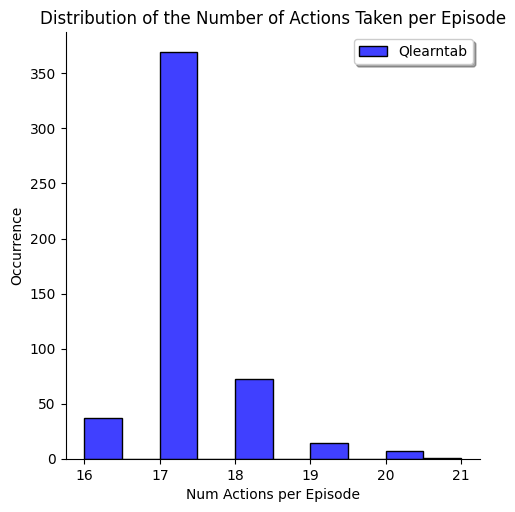 Distribution of the Number of Actions Taken per Episode
Qlearntab
350
300
250
200
150
100
50
0
Occurrence
16 17 18 19 20 21
Num Actions per Episode